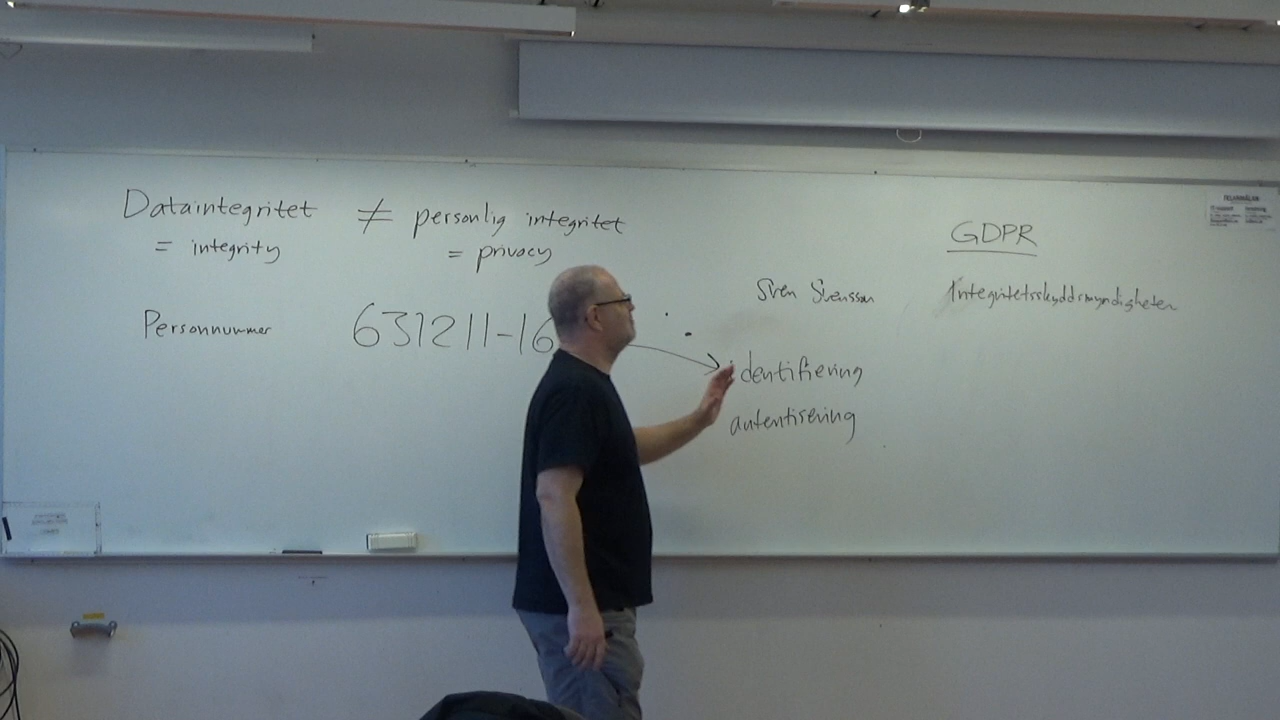 Dataintegritet ≠ personlig integritet
= integrity = privacy
GDPR
Sven Svensson
Integritetsskyddsmyndigheten
Personnummer 631211-16
identifiering
autentisering